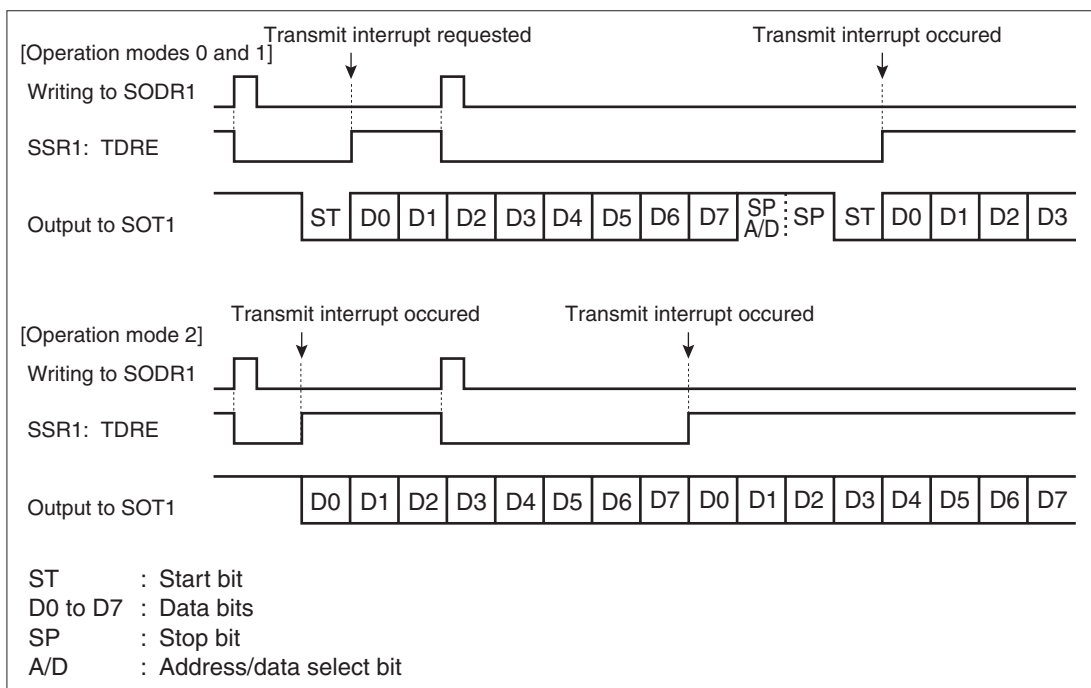 Transmit interrupt requested
Transmit interrupt occured
[Operation modes 0 and 1]
Writing to SODR1
SSR1: TDRE
Output to SOT1
ST D0 D1 D2 D3 D4 D5 D6 D7 SP A/D SP ST D0 D1 D2 D3
Transmit interrupt occured
Transmit interrupt occured
[Operation mode 2]
Writing to SODR1
SSR1: TDRE
Output to SOT1
D0 D1 D2 D3 D4 D5 D6 D7 D0 D1 D2 D3 D4 D5 D6 D7
ST : Start bit
D0 to D7 : Data bits
SP : Stop bit
A/D : Address/data select bit